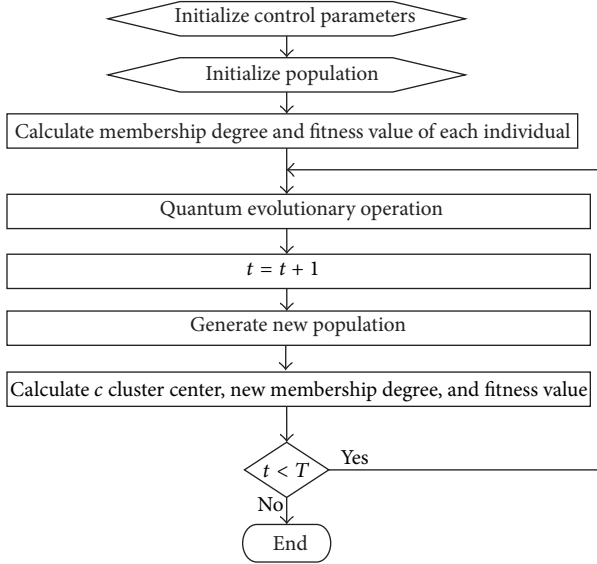 Initialize control parameters
Initialize population
Calculate membership degree and fitness value of each individual
Quantum evolutionary operation
t = t + 1
Generate new population
Calculate c cluster center, new membership degree, and fitness value
t < T
Yes
No
End